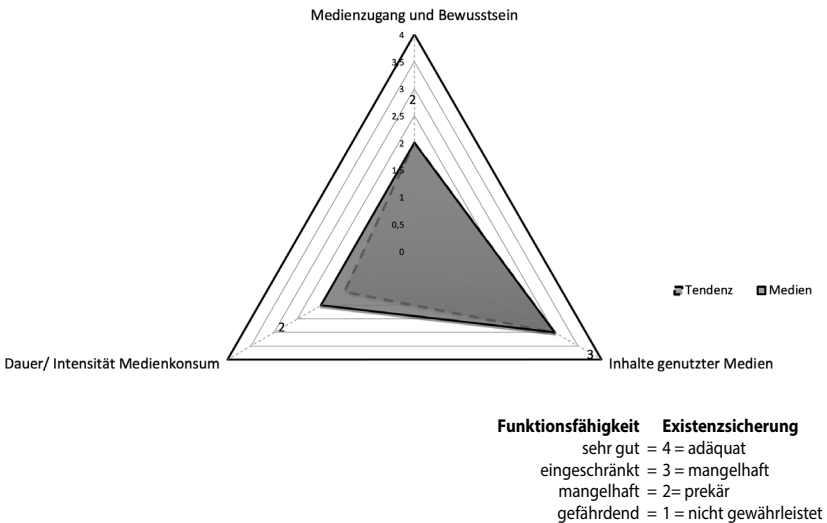 Medienzugang und Bewusstsein
4
3,5
3
2
2,5
2
1,5
1
0,5
0
Tendenz Medien
2
3
Dauer/ Intensität Medienkonsum
Inhalte genutzter Medien
Funktionsfähigkeit Existenzsicherung
sehr gut = 4 = adäquat
eingeschränkt = 3 = mangelhaft
mangelhaft = 2= prekär
gefährdend = 1 = nicht gewährleistet